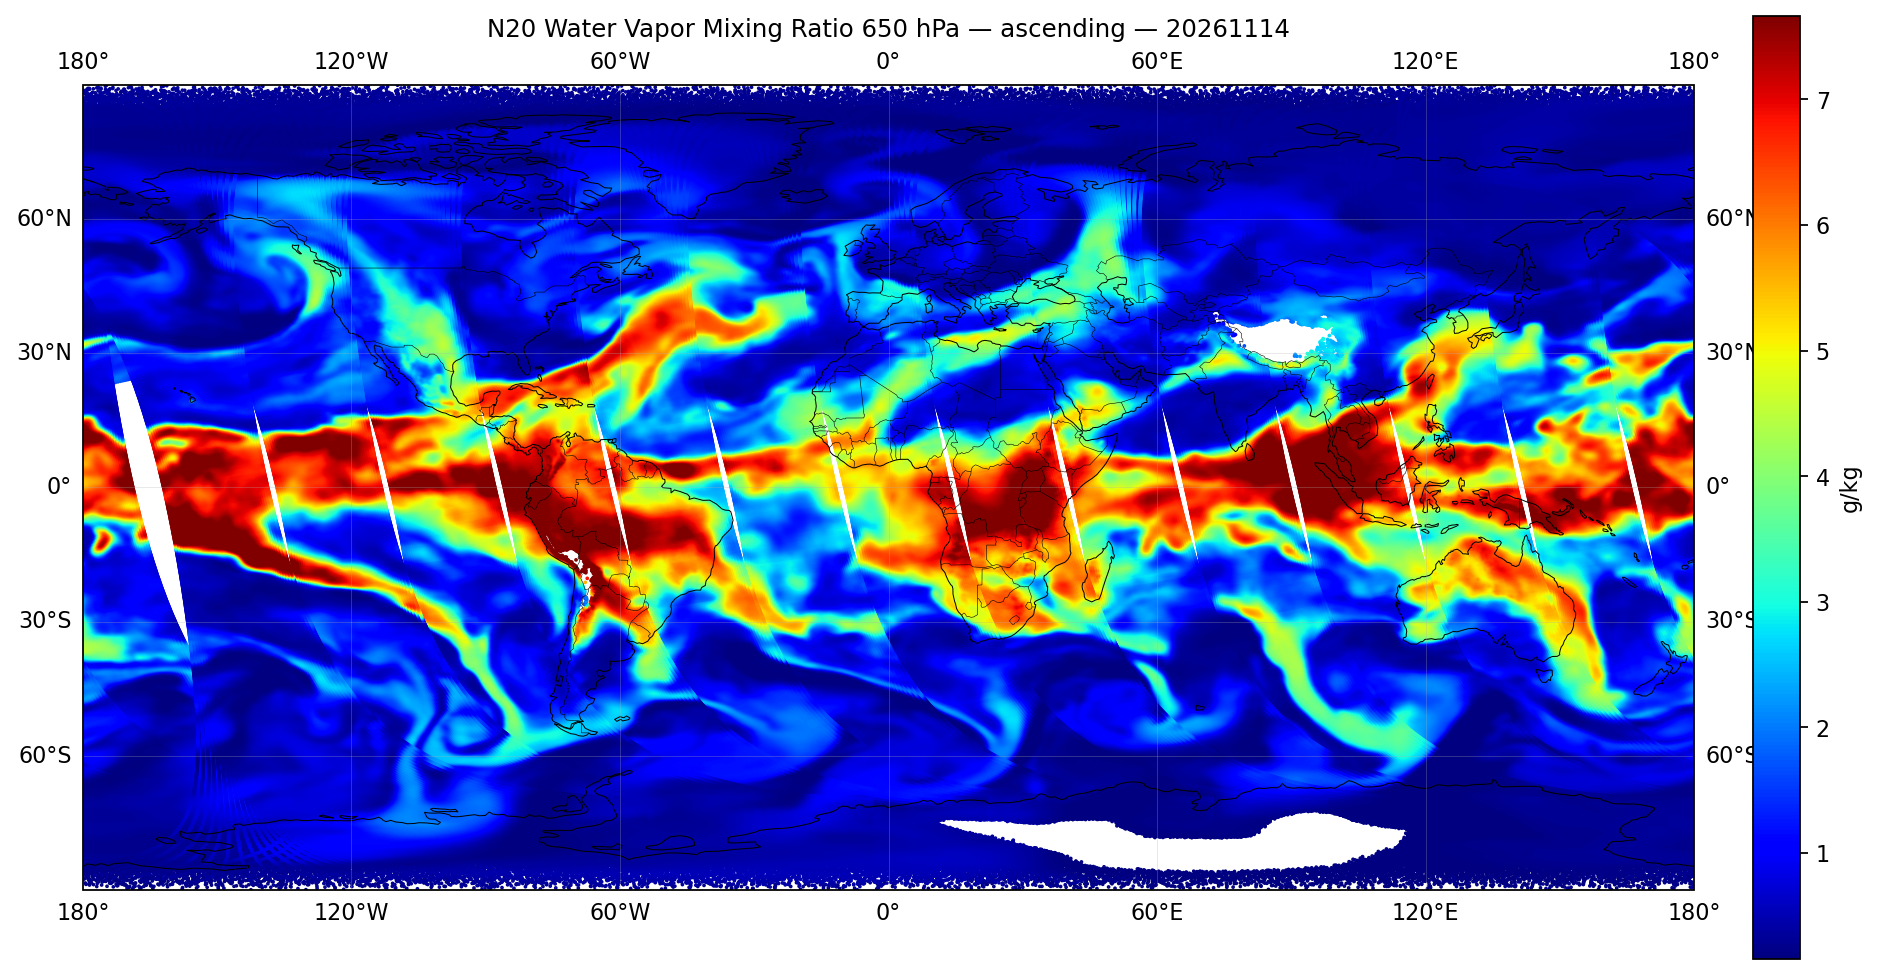 N20 Water Vapor Mixing Ratio 650 hPa — ascending — 20261114
180° 120°W 60°W 0° 60°E 120°E 180°
7
60°N 60°N
6
30°N 30°N
5
0° 0°
4
g/kg
30°S 30°S
3
60°S 60°S
2
1
180° 120°W 60°W 0° 60°E 120°E 180°